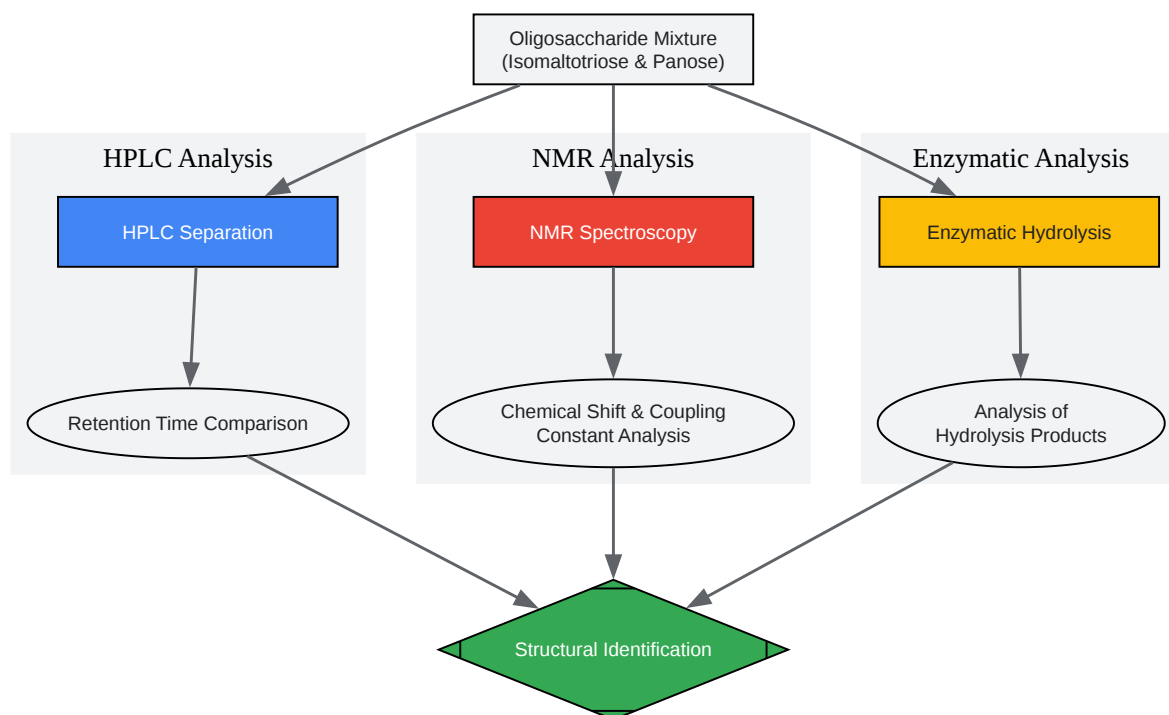 Oligosaccharide Mixture
(Isomaltotriose & Panose)
HPLC Analysis
NMR Analysis
Enzymatic Analysis
HPLC Separation
NMR Spectroscopy
Enzymatic Hydrolysis
Retention Time Comparison
Chemical Shift & Coupling
Constant Analysis
Analysis of
Hydrolysis Products
Structural Identification